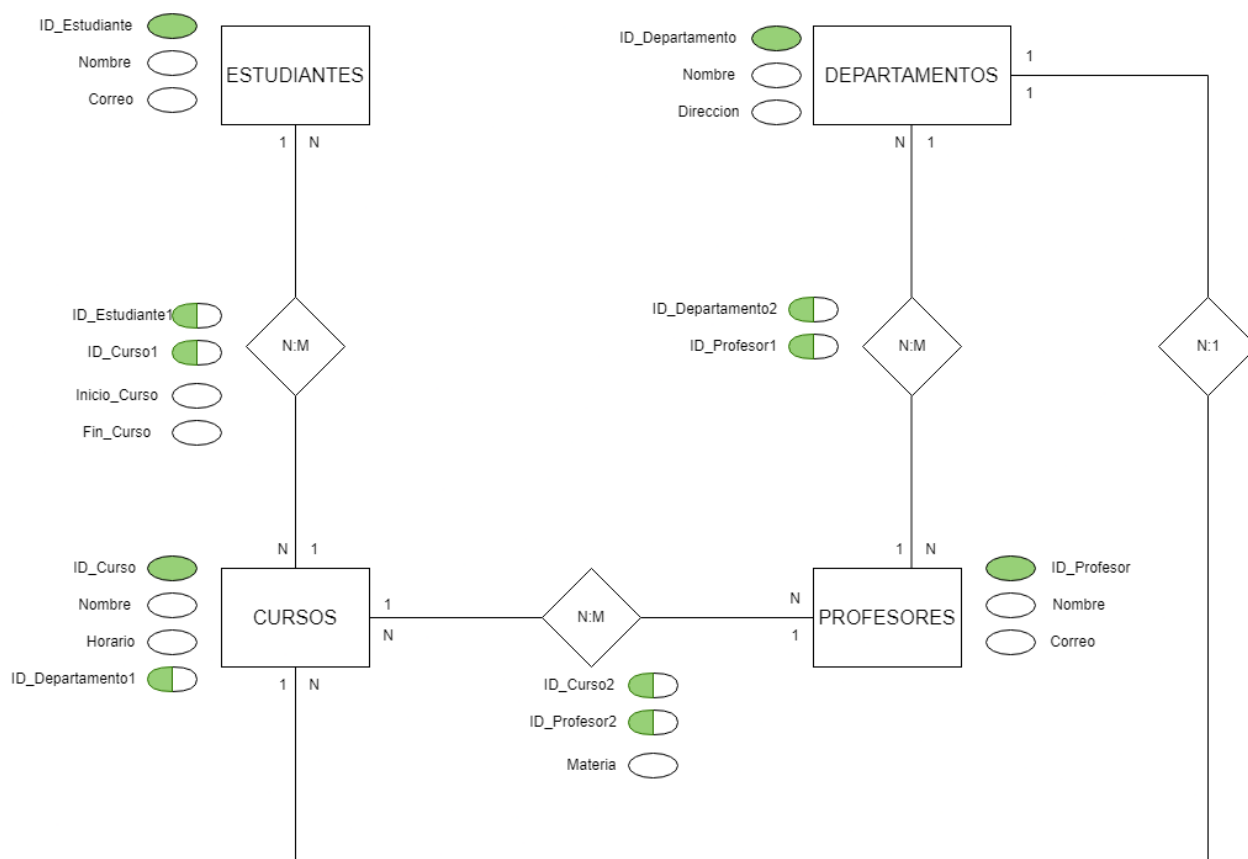 ID_Estudiante
Nombre
Correo
ESTUDIANTES
1 N
ID_Departamento
Nombre
Direccion
DEPARTAMENTOS
1
1
N 1
ID_Estudiante1
ID_Curso1
Inicio_Curso
Fin_Curso
N:M
ID_Departamento2
ID_Profesor1
N:M
N:1
N 1
ID_Curso
Nombre
Horario
ID_Departamento1
CURSOS
1
N
1 N
N:M
ID_Curso2
ID_Profesor2
Materia
N
1
1 N
PROFESORES
ID_Profesor
Nombre
Correo